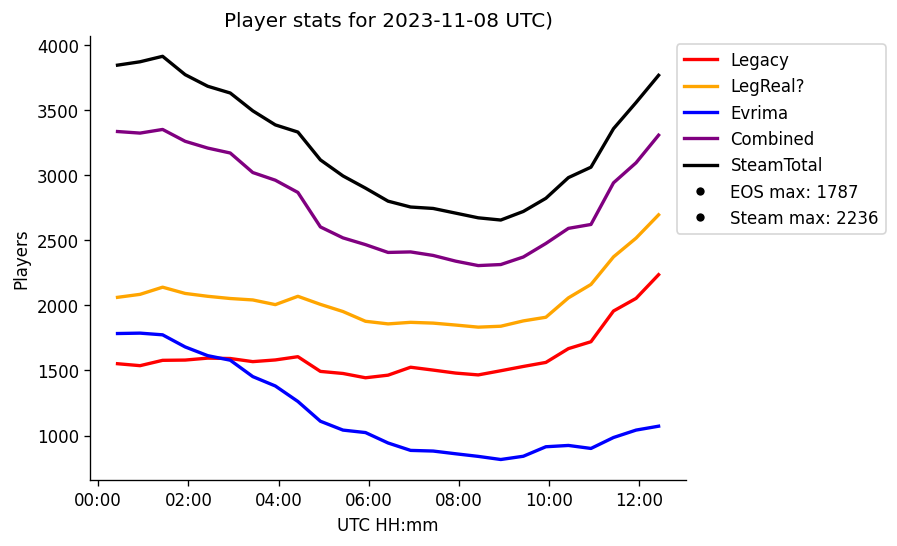 Player stats for 2023-11-08 UTC)
4000
3500
3000
2500
2000
1500
1000
Players
00:00 02:00 04:00 06:00 08:00 10:00 12:00
UTC HH:mm
Legacy
LegReal?
Evrima
Combined
SteamTotal
EOS max: 1787
Steam max: 2236